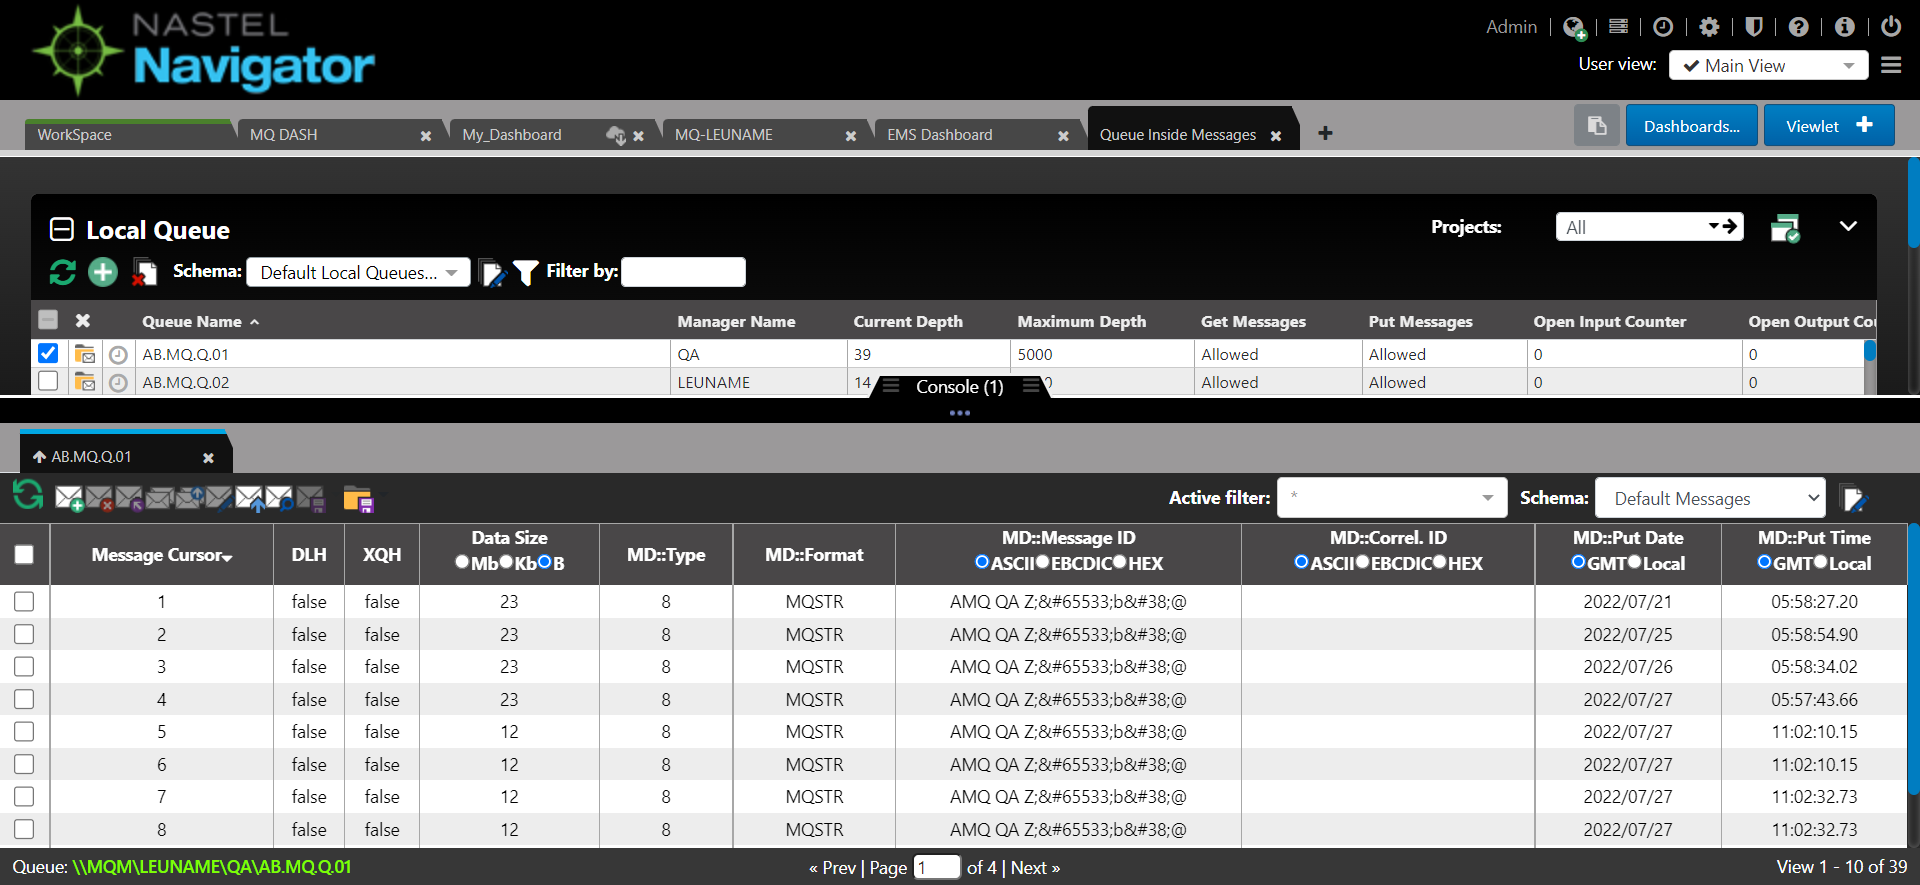 NASTEL
Navigator
Admin
User view: Main View
WorkSpace
MQ DASH
My_Dashboard
MQ-LEUNAME
EMS Dashboard
Queue Inside Messages
Dashboards...
Viewlet
Local Queue
Projects: All
Schema: Default Local Queues... Filter by:
Queue Name Manager Name Current Depth Maximum Depth Get Messages Put Messages Open Input Counter Open Output Cou
AB.MQ.Q.01 QA 39 5000 Allowed Allowed 0 0
AB.MQ.Q.02 LEUNAME 14 Allowed Allowed 0 0
Console (1)
AB.MQ.Q.01
Active filter: * Schema: Default Messages
Message Cursor DLH XQH Data Size MD::Type MD::Format MD::Message ID MD::Correl. ID MD::Put Date MD::Put Time
Mb Kb B ASCII EBCDIC HEX ASCII EBCDIC HEX GMT Local GMT Local
1 false false 23 8 MQSTR AMQ QA Z;&#65533;b&#38;@ 2022/07/21 05:58:27.20
2 false false 23 8 MQSTR AMQ QA Z;&#65533;b&#38;@ 2022/07/25 05:58:54.90
3 false false 23 8 MQSTR AMQ QA Z;&#65533;b&#38;@ 2022/07/26 05:58:34.02
4 false false 23 8 MQSTR AMQ QA Z;&#65533;b&#38;@ 2022/07/27 05:57:43.66
5 false false 12 8 MQSTR AMQ QA Z;&#65533;b&#38;@ 2022/07/27 11:02:10.15
6 false false 12 8 MQSTR AMQ QA Z;&#65533;b&#38;@ 2022/07/27 11:02:10.15
7 false false 12 8 MQSTR AMQ QA Z;&#65533;b&#38;@ 2022/07/27 11:02:32.73
8 false false 12 8 MQSTR AMQ QA Z;&#65533;b&#38;@ 2022/07/27 11:02:32.73
Queue: \\MQM\LEUNAME\QA\AB.MQ.Q.01 « Prev | Page 1 of 4 | Next » View 1 - 10 of 39